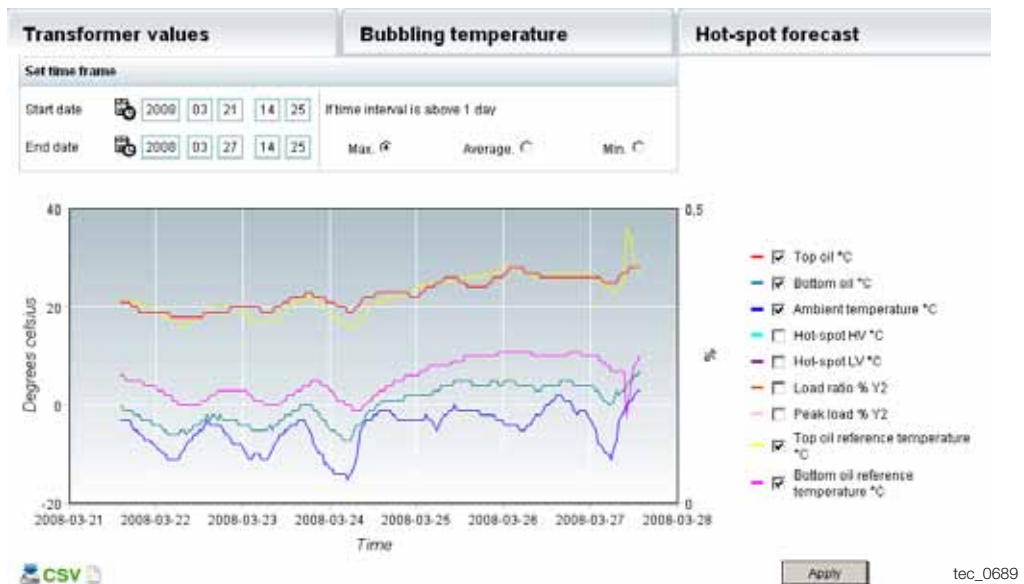 Transformer values
Bubbling temperature
Hot-spot forecast
Set time frame
Start date 2008 03 21 14 25 If time interval is above 1 day
End date 2008 03 27 14 25 Max. Average. Min.
40
20
0
-20
Degrees celsius
0,5
0
%
2008-03-21 2008-03-22 2008-03-23 2008-03-24 2008-03-25 2008-03-26 2008-03-27 2008-03-28
Time
Top oil °C
Bottom oil °C
Ambient temperature °C
Hot-spot HV °C
Hot-spot LV °C
Load ratio % Y2
Peak load % Y2
Top oil reference temperature
°C
Bottom oil reference
temperature °C
CSV
Apply
tec_0689